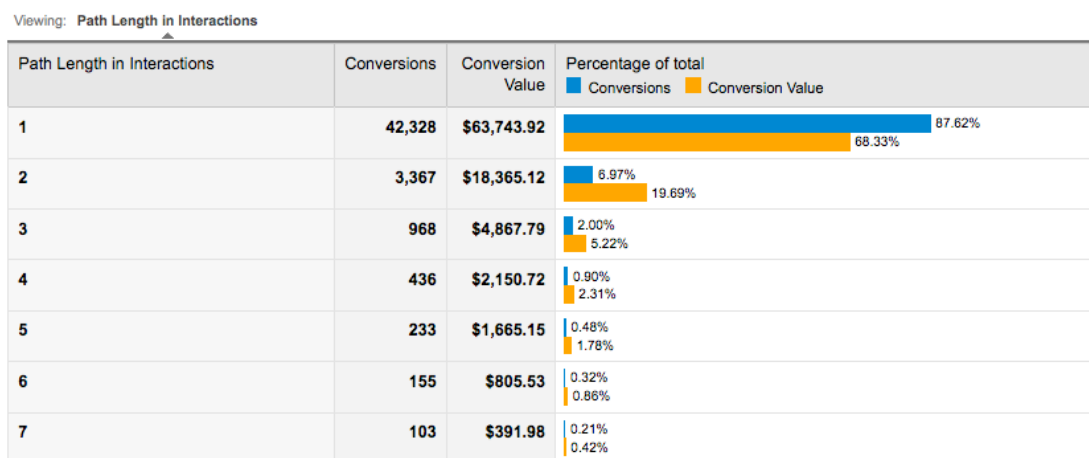 Viewing: Path Length in Interactions
Path Length in Interactions Conversions Conversion Value Percentage of total
Conversions Conversion Value
1 42,328 $63,743.92 87.62%
68.33%
2 3,367 $18,365.12 6.97%
19.69%
3 968 $4,867.79 2.00%
5.22%
4 436 $2,150.72 0.90%
2.31%
5 233 $1,665.15 0.48%
1.78%
6 155 $805.53 0.32%
0.86%
7 103 $391.98 0.21%
0.42%